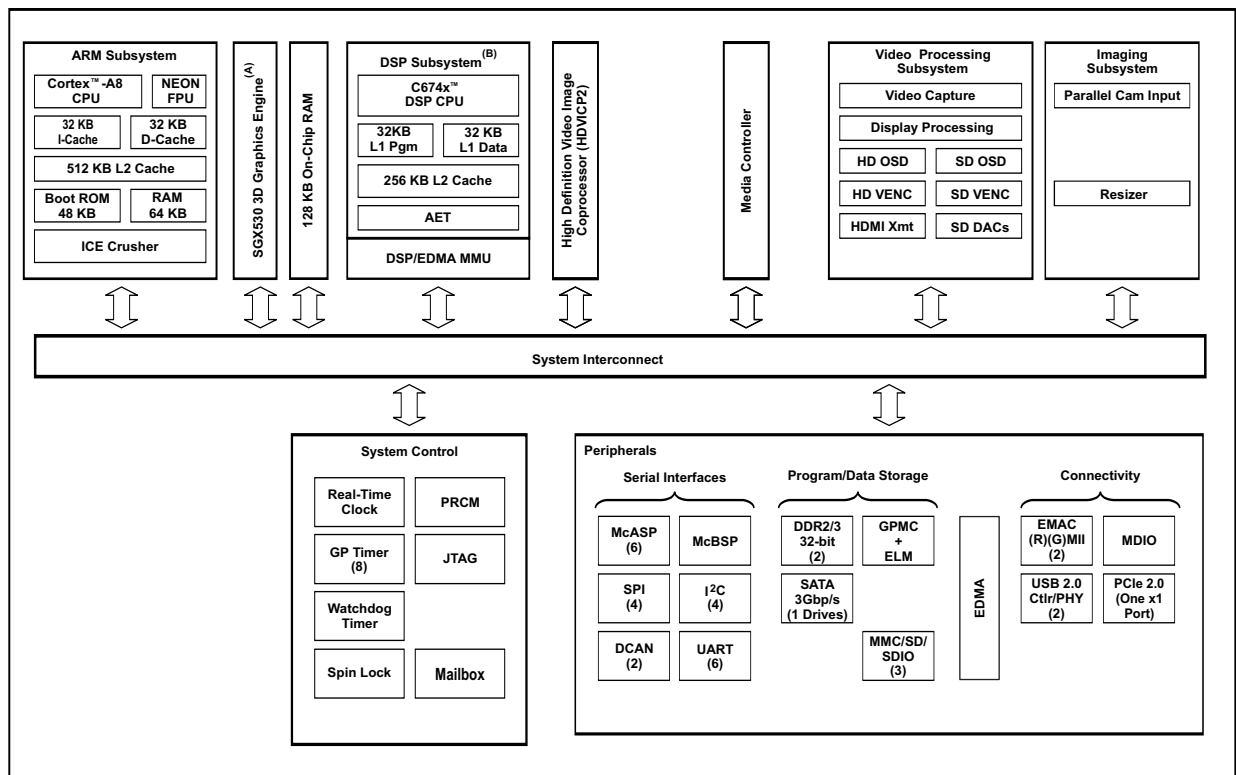 ARM Subsystem
Cortex™-A8
CPU
NEON
FPU
32 KB
I-Cache
32 KB
D-Cache
512 KB L2 Cache
Boot ROM
48 KB
RAM
64 KB
ICE Crusher
SGX530 3D Graphics Engine(A)
128 KB On-Chip RAM
DSP Subsystem(B)
C674x™
DSP CPU
32KB
L1 Pgm
32 KB
L1 Data
256 KB L2 Cache
AET
DSP/EDMA MMU
High Definition Video Image
Coprocessor (HDVICP2)
Media Controller
Video Processing
Subsystem
Video Capture
Display Processing
HD OSD
SD OSD
HD VENC
SD VENC
HDMI Xmt
SD DACs
Imaging
Subsystem
Parallel Cam Input
Resizer
System Interconnect
System Control
Real-Time
Clock
PRCM
GP Timer
(8)
JTAG
Watchdog
Timer
Spin Lock
Mailbox
Peripherals
Serial Interfaces
McASP
(6)
McBSP
SPI
(4)
I2C
(4)
DCAN
(2)
UART
(6)
Program/Data Storage
DDR2/3
32-bit
(2)
GPMC
+
ELM
SATA
3Gbp/s
(1 Drives)
MMC/SD/
SDIO
(3)
EDMA
Connectivity
EMAC
(R)(G)MII
(2)
MDIO
USB 2.0
Ctlr/PHY
(2)
PCIe 2.0
(One x1
Port)